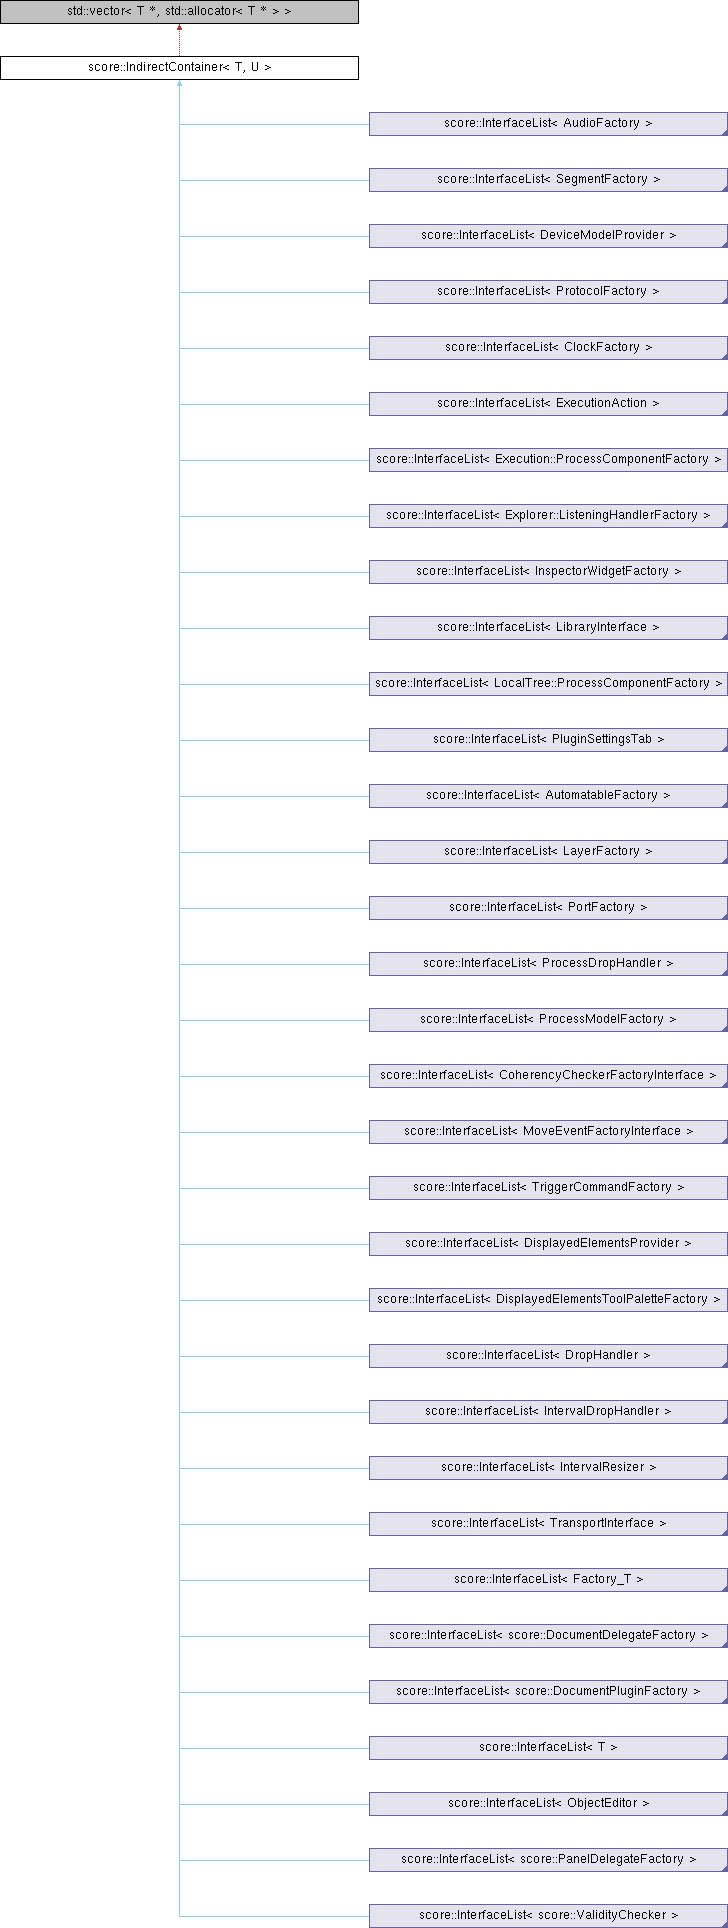 std::vector< T *, std::allocator< T * > >
score::IndirectContainer< T, U >
score::InterfaceList< AudioFactory >
score::InterfaceList< SegmentFactory >
score::InterfaceList< DeviceModelProvider >
score::InterfaceList< ProtocolFactory >
score::InterfaceList< ClockFactory >
score::InterfaceList< ExecutionAction >
score::InterfaceList< Execution::ProcessComponentFactory >
score::InterfaceList< Explorer::ListeningHandlerFactory >
score::InterfaceList< InspectorWidgetFactory >
score::InterfaceList< LibraryInterface >
score::InterfaceList< LocalTree::ProcessComponentFactory >
score::InterfaceList< PluginSettingsTab >
score::InterfaceList< AutomatableFactory >
score::InterfaceList< LayerFactory >
score::InterfaceList< PortFactory >
score::InterfaceList< ProcessDropHandler >
score::InterfaceList< ProcessModelFactory >
score::InterfaceList< CoherencyCheckerFactoryInterface >
score::InterfaceList< MoveEventFactoryInterface >
score::InterfaceList< TriggerCommandFactory >
score::InterfaceList< DisplayedElementsProvider >
score::InterfaceList< DisplayedElementsToolPaletteFactory >
score::InterfaceList< DropHandler >
score::InterfaceList< IntervalDropHandler >
score::InterfaceList< IntervalResizer >
score::InterfaceList< TransportInterface >
score::InterfaceList< Factory_T >
score::InterfaceList< score::DocumentDelegateFactory >
score::InterfaceList< score::DocumentPluginFactory >
score::InterfaceList< T >
score::InterfaceList< ObjectEditor >
score::InterfaceList< score::PanelDelegateFactory >
score::InterfaceList< score::ValidityChecker >